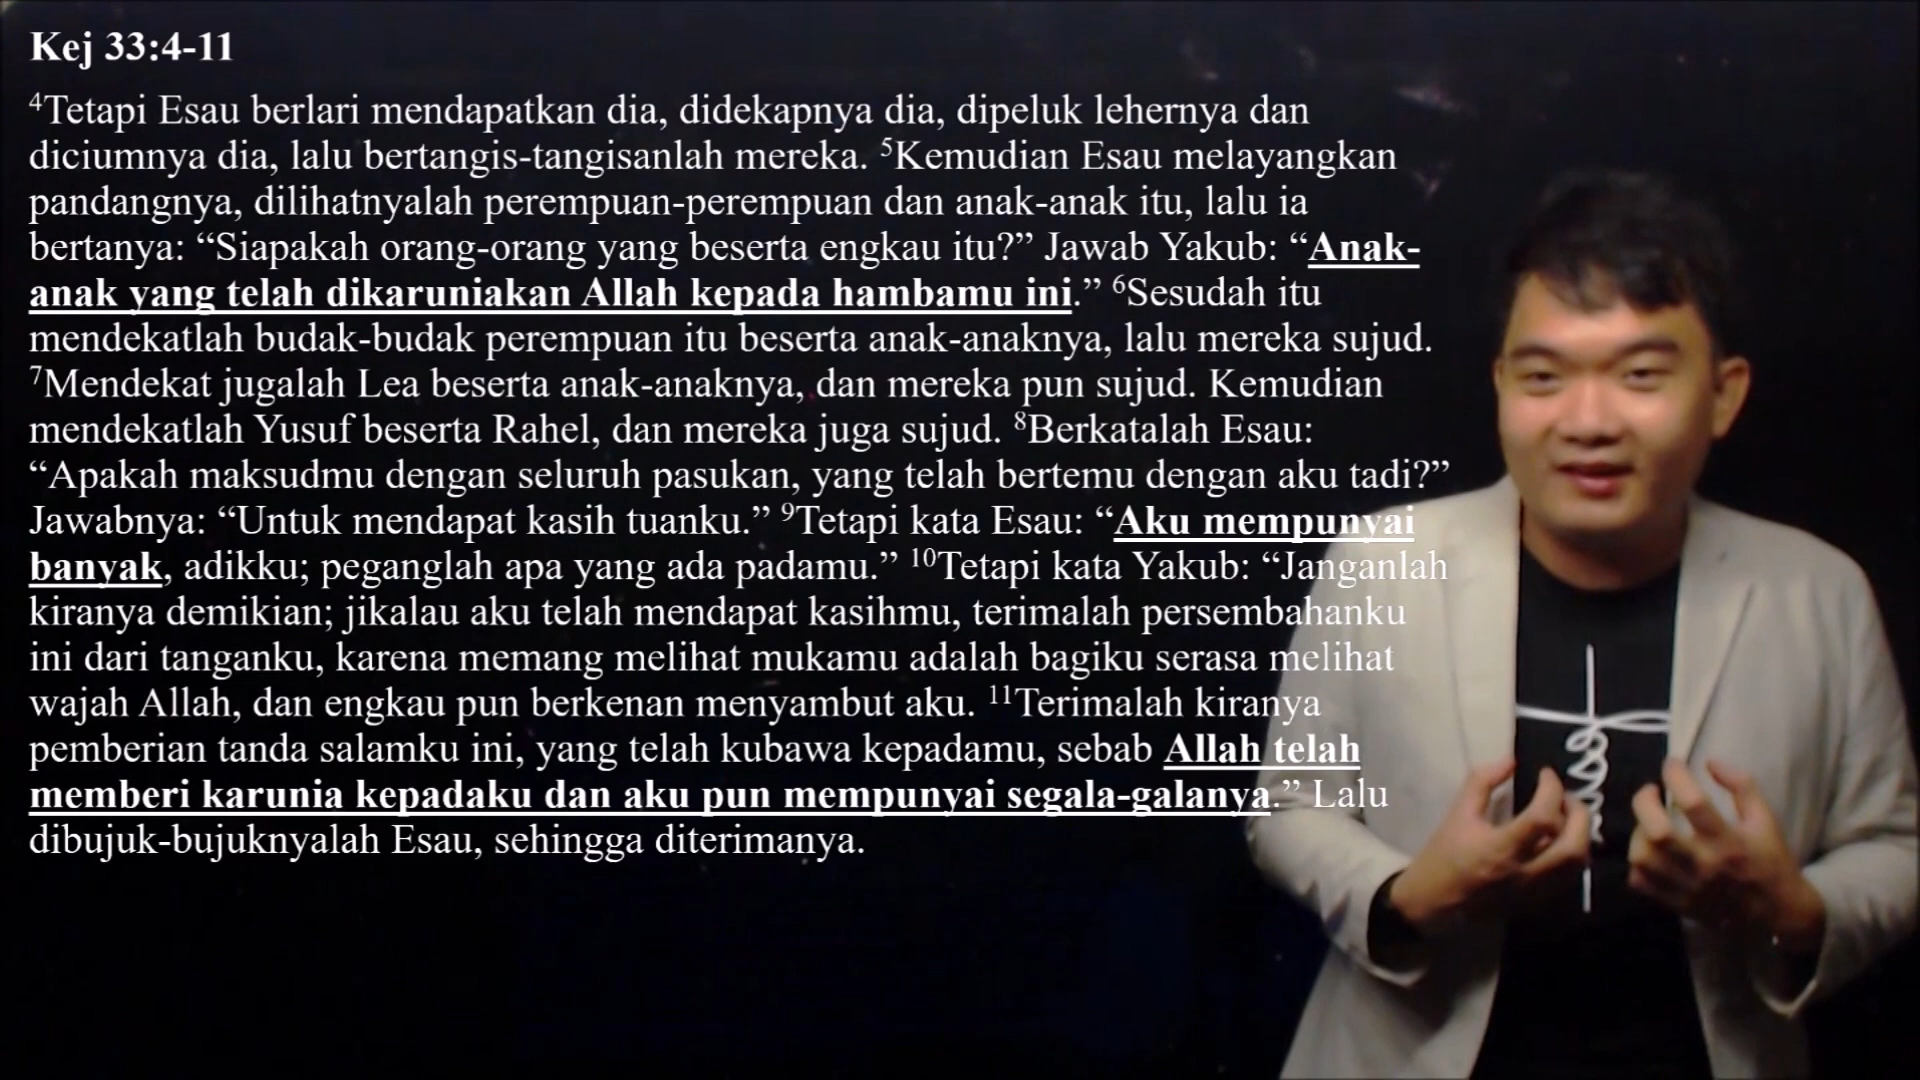 Kej 33:4-11
⁴Tetapi Esau berlari mendapatkan dia, didekapnya dia, dipeluk lehernya dan
diciumnya dia, lalu bertangis-tangisanlah mereka. ⁵Kemudian Esau melayangkan
pandangnya, dilihatnyalah perempuan-perempuan dan anak-anak itu, lalu ia
bertanya: “Siapakah orang-orang yang beserta engkau itu?” Jawab Yakub: “Anak-
anak yang telah dikaruniakan Allah kepada hambamu ini.” ⁶Sesudah itu
mendekatlah budak-budak perempuan itu beserta anak-anaknya, lalu mereka sujud.
⁷Mendekat jugalah Lea beserta anak-anaknya, dan mereka pun sujud. Kemudian
mendekatlah Yusuf beserta Rahel, dan mereka juga sujud. ⁸Berkatalah Esau:
“Apakah maksudmu dengan seluruh pasukan, yang telah bertemu dengan aku tadi?”
Jawabnya: “Untuk mendapat kasih tuanku.” ⁹Tetapi kata Esau: “Aku mempunyai
banyak, adikku; peganglah apa yang ada padamu.” ¹⁰Tetapi kata Yakub: “Janganlah
kiranya demikian; jikalau aku telah mendapat kasihmu, terimalah persembahanku
ini dari tanganku, karena memang melihat mukamu adalah bagiku serasa melihat
wajah Allah, dan engkau pun berkenan menyambut aku. ¹¹Terimalah kiranya
pemberian tanda salamku ini, yang telah kubawa kepadamu, sebab Allah telah
memberi karunia kepadaku dan aku pun mempunyai segala-galanya.” Lalu
dibujuk-bujuknyalah Esau, sehingga diterimanya.